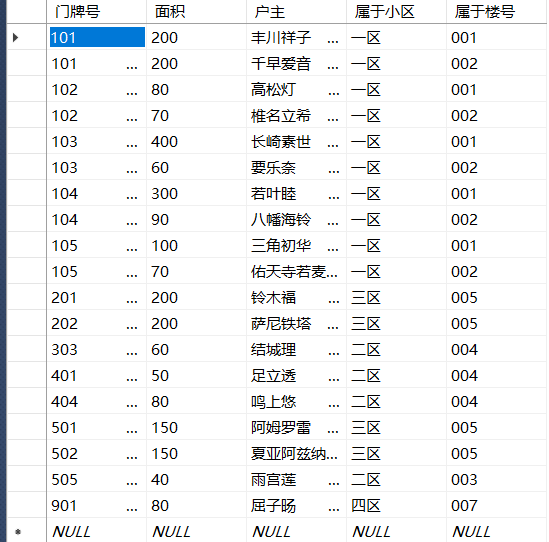 门牌号 面积 户主 属于小区 属于楼号
101 200 丰川祥子 ... 一区 001
101 ... 200 千早爱音 ... 一区 002
102 ... 80 高松灯 ... 一区 001
102 ... 70 椎名立希 ... 一区 002
103 ... 400 长崎素世 ... 一区 001
103 ... 60 要乐奈 ... 一区 002
104 ... 300 若叶睦 ... 一区 001
104 ... 90 八幡海铃 ... 一区 002
105 ... 100 三角初华 ... 一区 001
105 ... 70 佑天寺若麦... 一区 002
201 ... 200 铃木福 ... 三区 005
202 ... 200 萨尼铁塔 ... 三区 005
303 ... 60 结城理 ... 二区 004
401 ... 50 足立透 ... 二区 004
404 ... 80 鸣上悠 ... 二区 004
501 ... 150 阿姆罗雷 ... 三区 005
502 ... 150 夏亚阿兹纳... 三区 005
505 ... 40 雨宫莲 ... 二区 003
901 ... 80 屈子旸 ... 四区 007
NULL NULL NULL NULL NULL